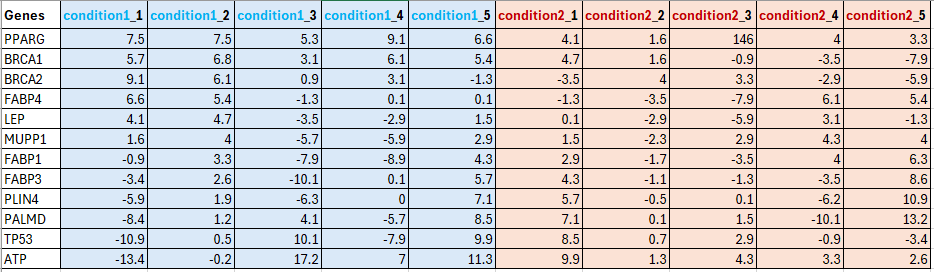 Genes condition1_1 condition1_2 condition1_3 condition1_4 condition1_5 condition2_1 condition2_2 condition2_3 condition2_4 condition2_5
PPARG 7.5 7.5 5.3 9.1 6.6 4.1 1.6 146 4 3.3
BRCA1 5.7 6.8 3.1 6.1 5.4 4.7 1.6 -0.9 -3.5 -7.9
BRCA2 9.1 6.1 0.9 3.1 -1.3 -3.5 4 3.3 -2.9 -5.9
FABP4 6.6 5.4 -1.3 0.1 0.1 -1.3 -3.5 -7.9 6.1 5.4
LEP 4.1 4.7 -3.5 -2.9 1.5 0.1 -2.9 -5.9 3.1 -1.3
MUPP1 1.6 4 -5.7 -5.9 2.9 1.5 -2.3 2.9 4.3 4
FABP1 -0.9 3.3 -7.9 -8.9 4.3 2.9 -1.7 -3.5 4 6.3
FABP3 -3.4 2.6 -10.1 0.1 5.7 4.3 -1.1 -1.3 -3.5 8.6
PLIN4 -5.9 1.9 -6.3 0 7.1 5.7 -0.5 0.1 -6.2 10.9
PALMD -8.4 1.2 4.1 -5.7 8.5 7.1 0.1 1.5 -10.1 13.2
TP53 -10.9 0.5 10.1 -7.9 9.9 8.5 0.7 2.9 -0.9 -3.4
ATP -13.4 -0.2 17.2 7 11.3 9.9 1.3 4.3 3.3 2.6